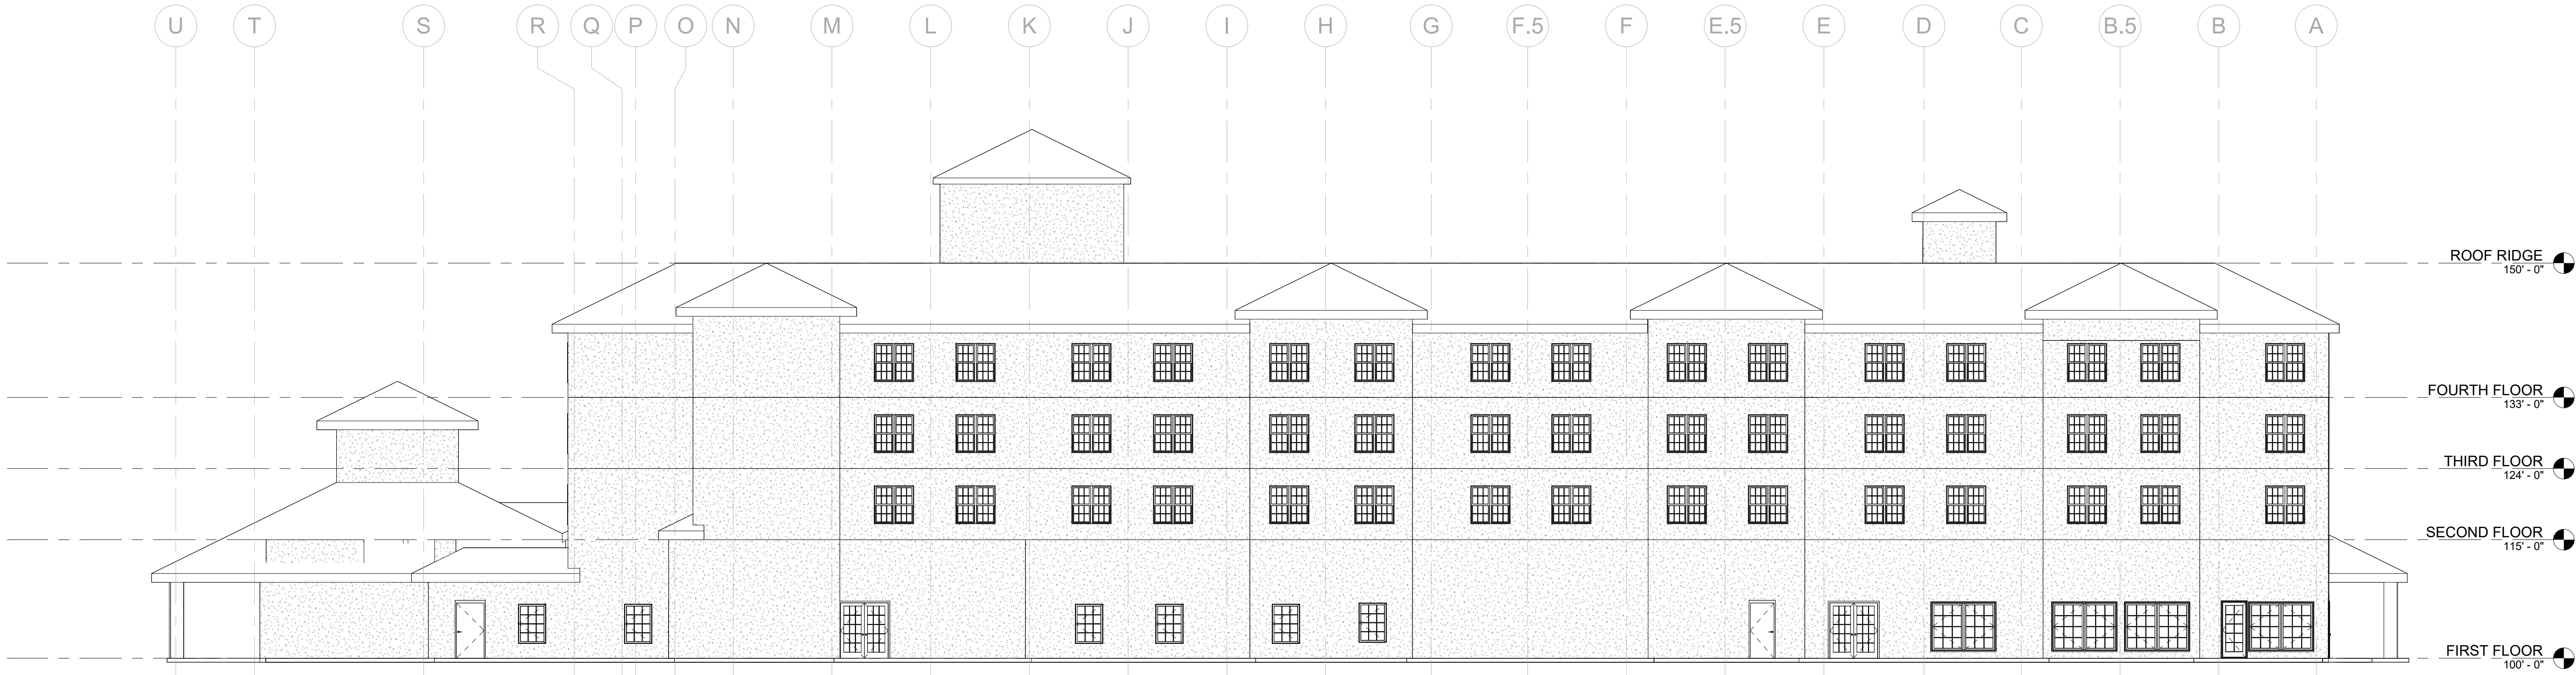 U T S R Q P O N M L K J I H G F.5 F E.5 E D C B.5 B A
ROOF RIDGE
150' - 0"
FOURTH FLOOR
133' - 0"
THIRD FLOOR
124' - 0"
SECOND FLOOR
115' - 0"
FIRST FLOOR
100' - 0"